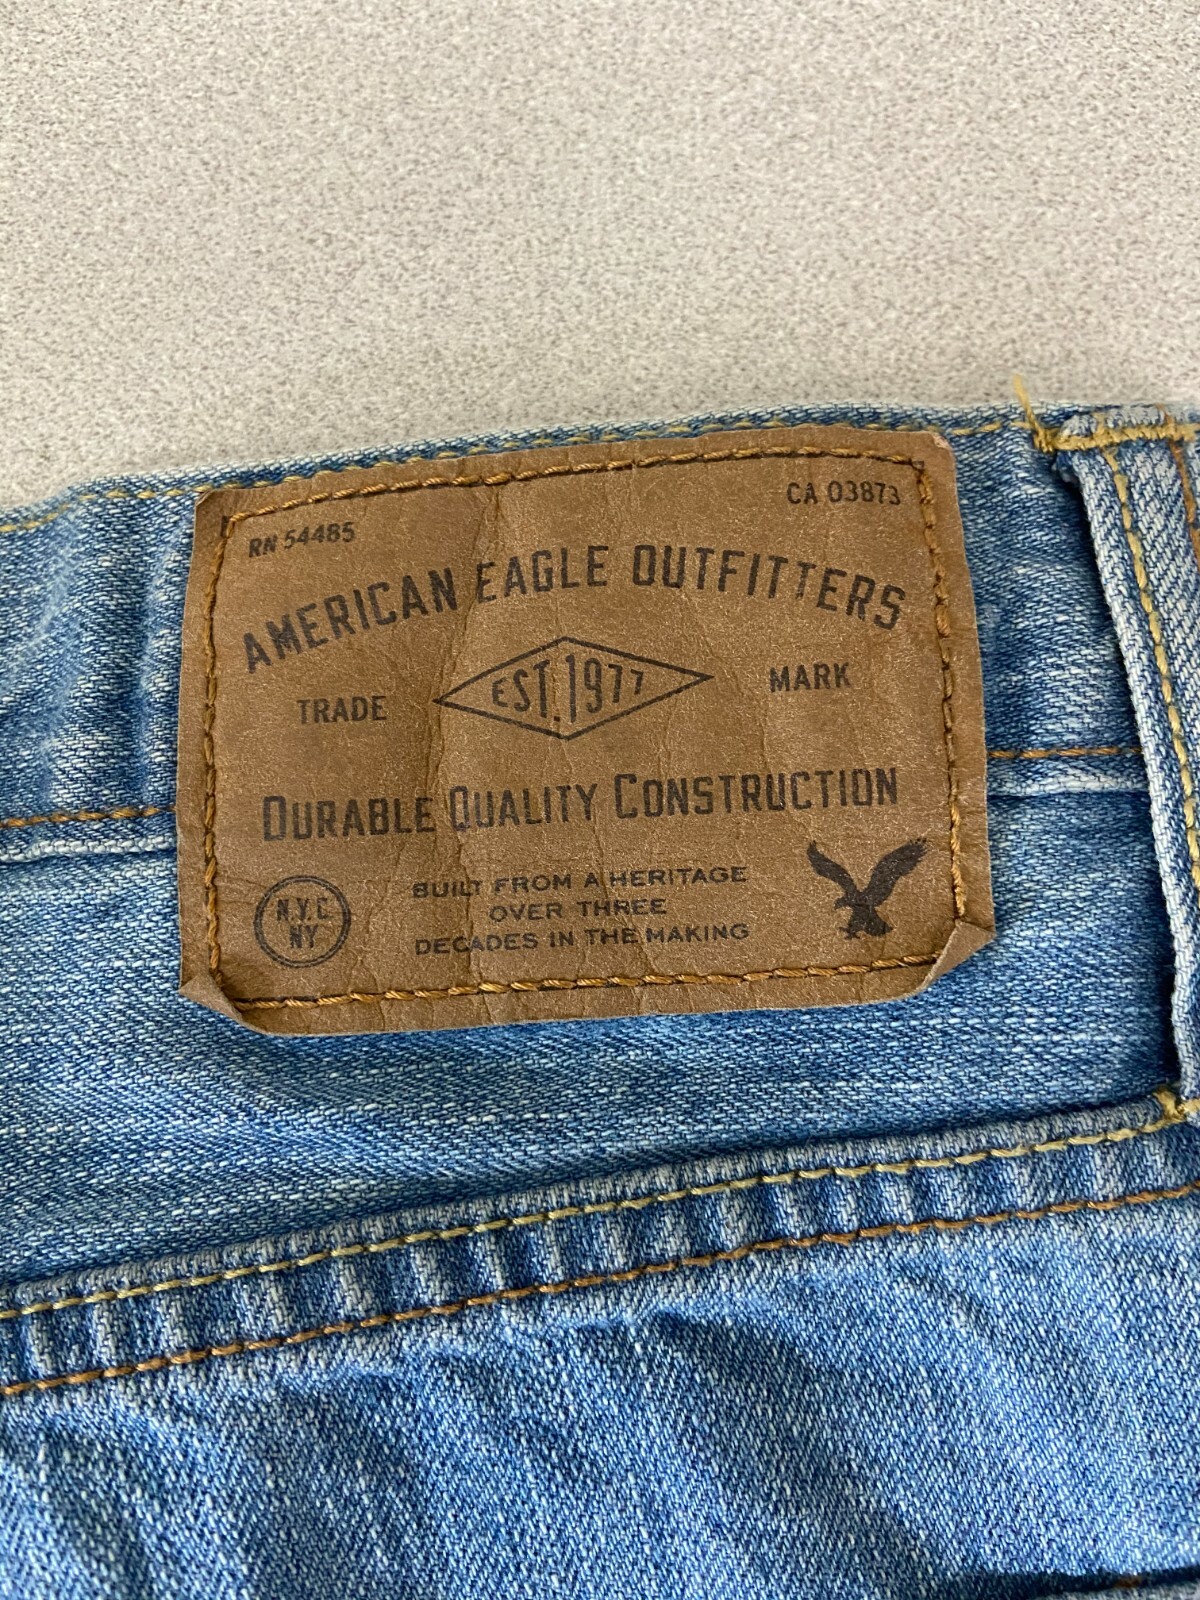 RN 54485
CA 03873
AMERICAN EAGLE OUTFITTERS
TRADE
EST. 1977
MARK
DURABLE QUALITY CONSTRUCTION
N.Y.C.
NY
BUILT FROM A HERITAGE
OVER THREE
DECADES IN THE MAKING